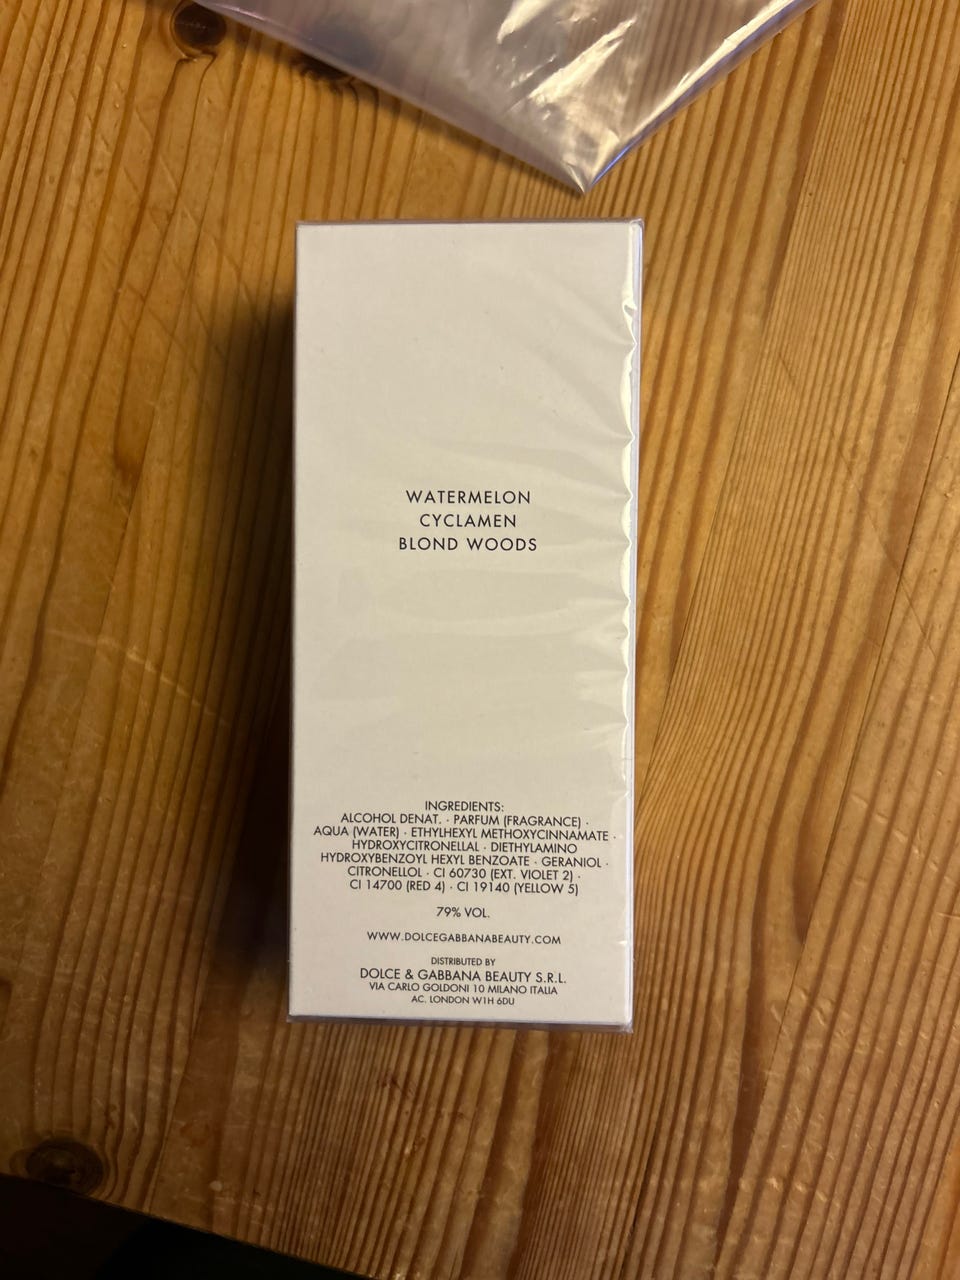 WATERMELON
CYCLAMEN
BLOND WOODS
INGREDIENTS:
ALCOHOL DENAT. · PARFUM (FRAGRANCE) ·
AQUA (WATER) · ETHYLHEXYL METHOXYCINNAMATE ·
HYDROXYCITRONELLAL · DIETHYLAMINO
HYDROXYBENZOYL HEXYL BENZOATE · GERANIOL ·
CITRONELLOL · CI 60730 (EXT. VIOLET 2) ·
CI 14700 (RED 4) · CI 19140 (YELLOW 5)
79% VOL.
WWW.DOLCEGABBANABEAUTY.COM
DISTRIBUTED BY
DOLCE & GABBANA BEAUTY S.R.L.
VIA CARLO GOLDONI 10 MILANO ITALIA
AC. LONDON W1H 6DU